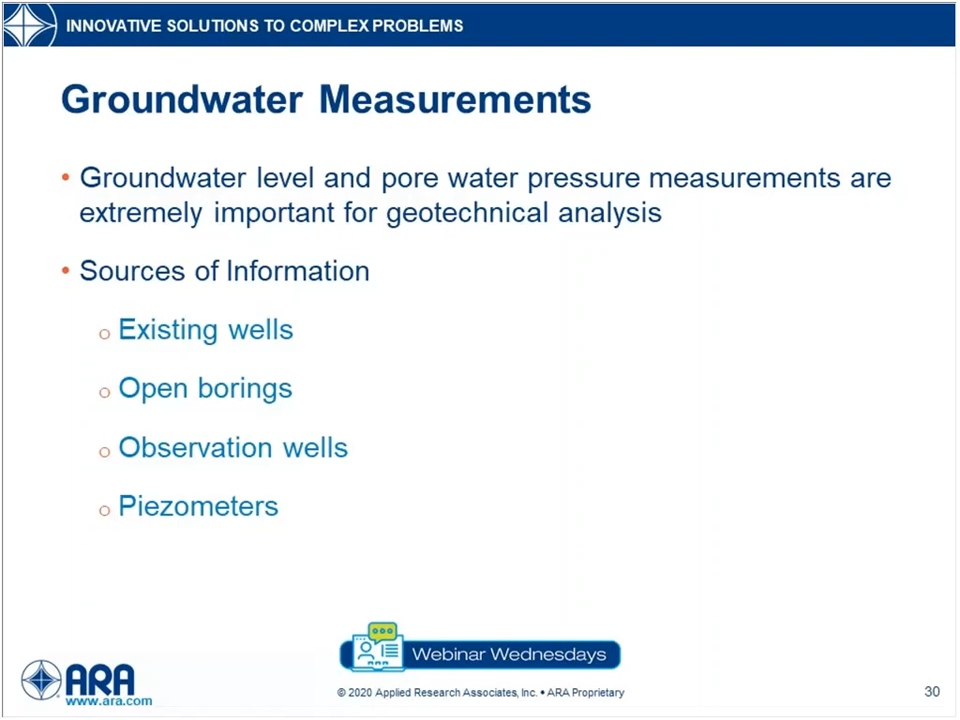 INNOVATIVE SOLUTIONS TO COMPLEX PROBLEMS
Groundwater Measurements
• Groundwater level and pore water pressure measurements are
extremely important for geotechnical analysis
• Sources of Information
o Existing wells
o Open borings
o Observation wells
o Piezometers
Webinar Wednesdays
ARA
www.ara.com
© 2020 Applied Research Associates, Inc. • ARA Proprietary
30